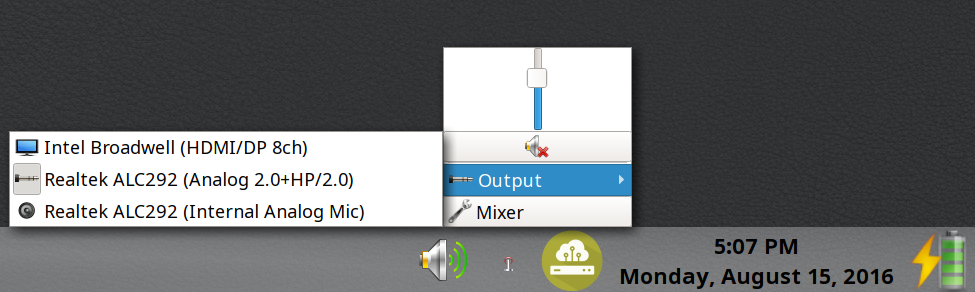 Intel Broadwell (HDMI/DP 8ch)
Realtek ALC292 (Analog 2.0+HP/2.0)
Realtek ALC292 (Internal Analog Mic)
Output
Mixer
5:07 PM
Monday, August 15, 2016